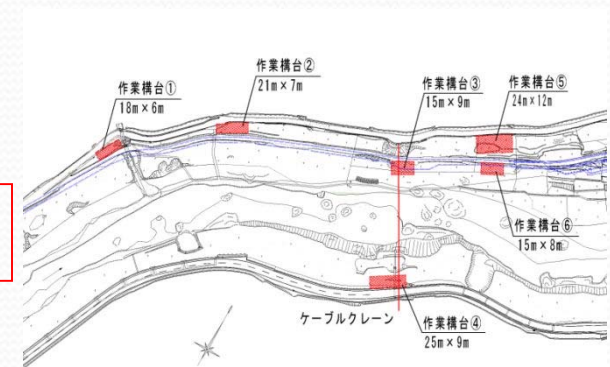 作業構台①
18m×6m
作業構台②
21m×7m
作業構台③
15m×9m
作業構台⑤
24m×12m
作業構台⑥
15m×8m
ケーブルクレーン
作業構台④
25m×9m